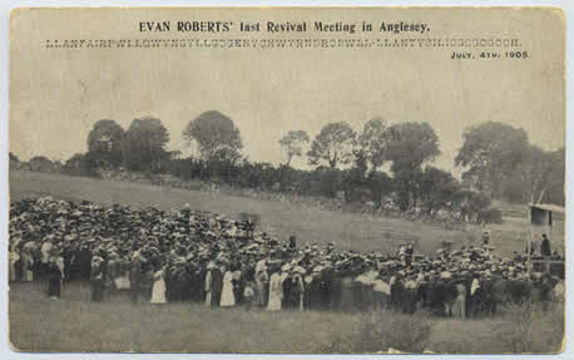 EVAN ROBERTS' last Revival Meeting in Anglesey,
LLANFAIRPWLLGWYNGYLLGOGERYCHWYRNDROBWLL-LLANTYSILIOGOGOGOCH.
JULY, 4TH, 1905.